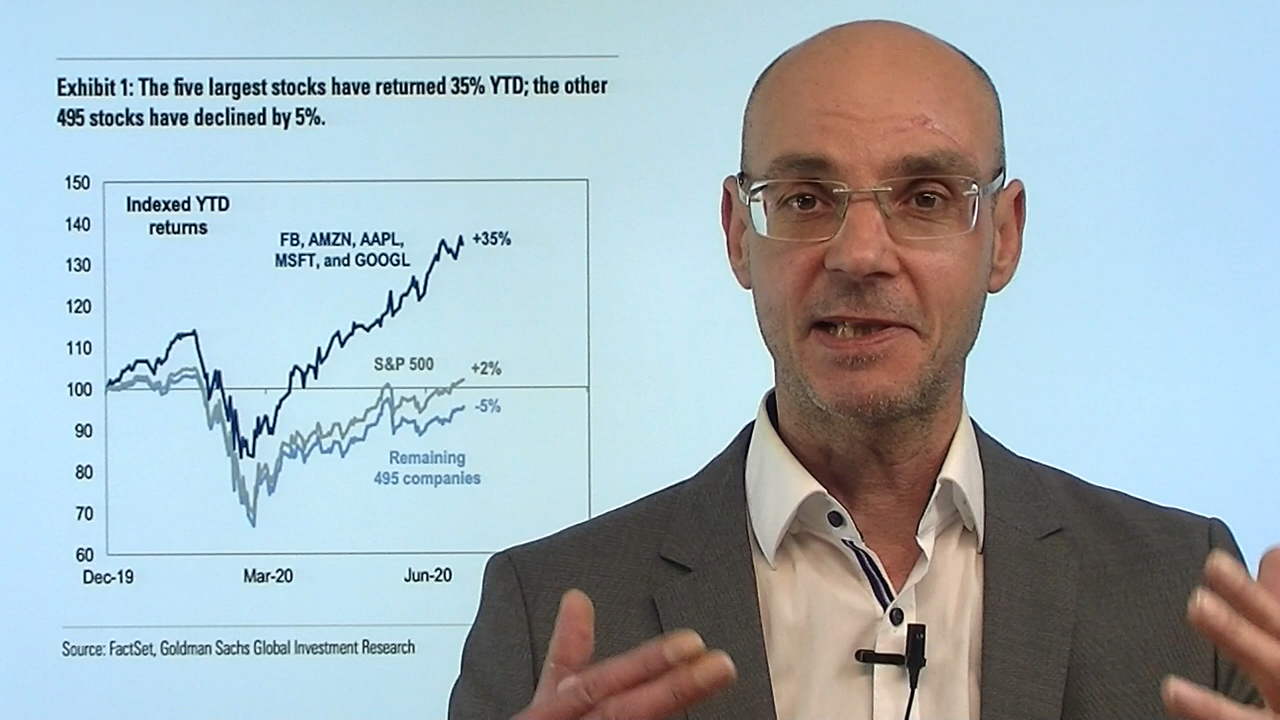 Exhibit 1: The five largest stocks have returned 35% YTD; the other
495 stocks have declined by 5%.
150
Indexed YTD
returns
140
FB, AMZN, AAPL,
MSFT, and GOOGL
+35%
130
120
110
S&P 500
+2%
100
-5%
90
Remaining
495 companies
80
70
60
Dec-19
Mar-20
Jun-20
Source: FactSet, Goldman Sachs Global Investment Research